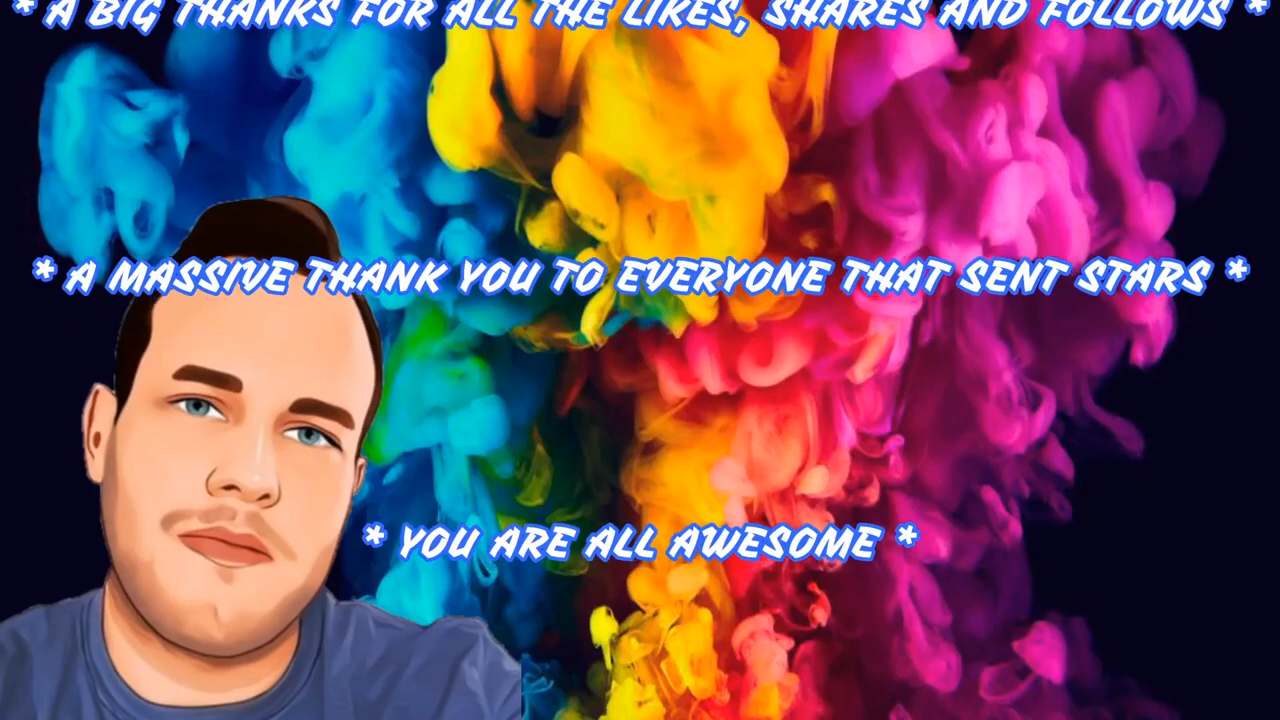 * A BIG THANKS FOR ALL THE LIKES, SHARES AND FOLLOWS *
* A MASSIVE THANK YOU TO EVERYONE THAT SENT STARS *
* YOU ARE ALL AWESOME *